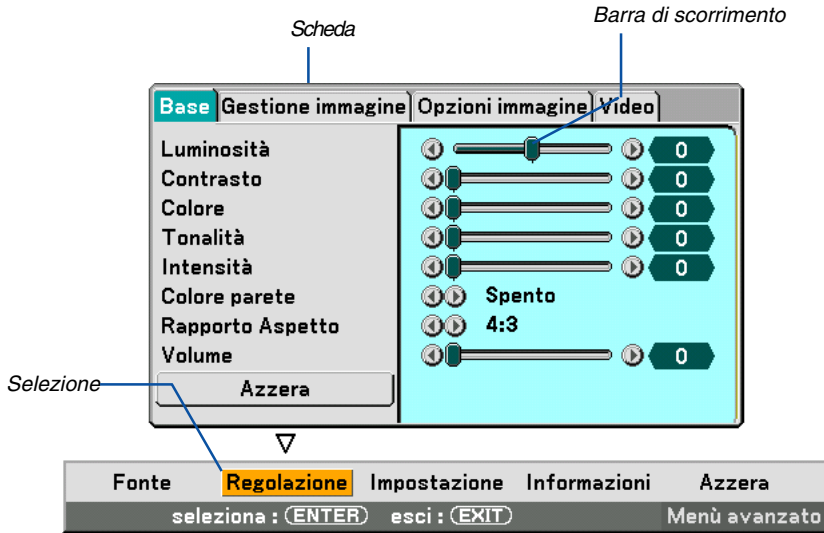 Scheda
Barra di scorrimento
Base Gestione immagine Opzioni immagine Video
Luminosità 0
Contrasto 0
Colore 0
Tonalità 0
Intensità 0
Colore parete Spento
Rapporto Aspetto 4:3
Volume 0
Selezione
Azzera
Fonte Regolazione Impostazione Informazioni Azzera
seleziona : ENTER esci : EXIT Menù avanzato